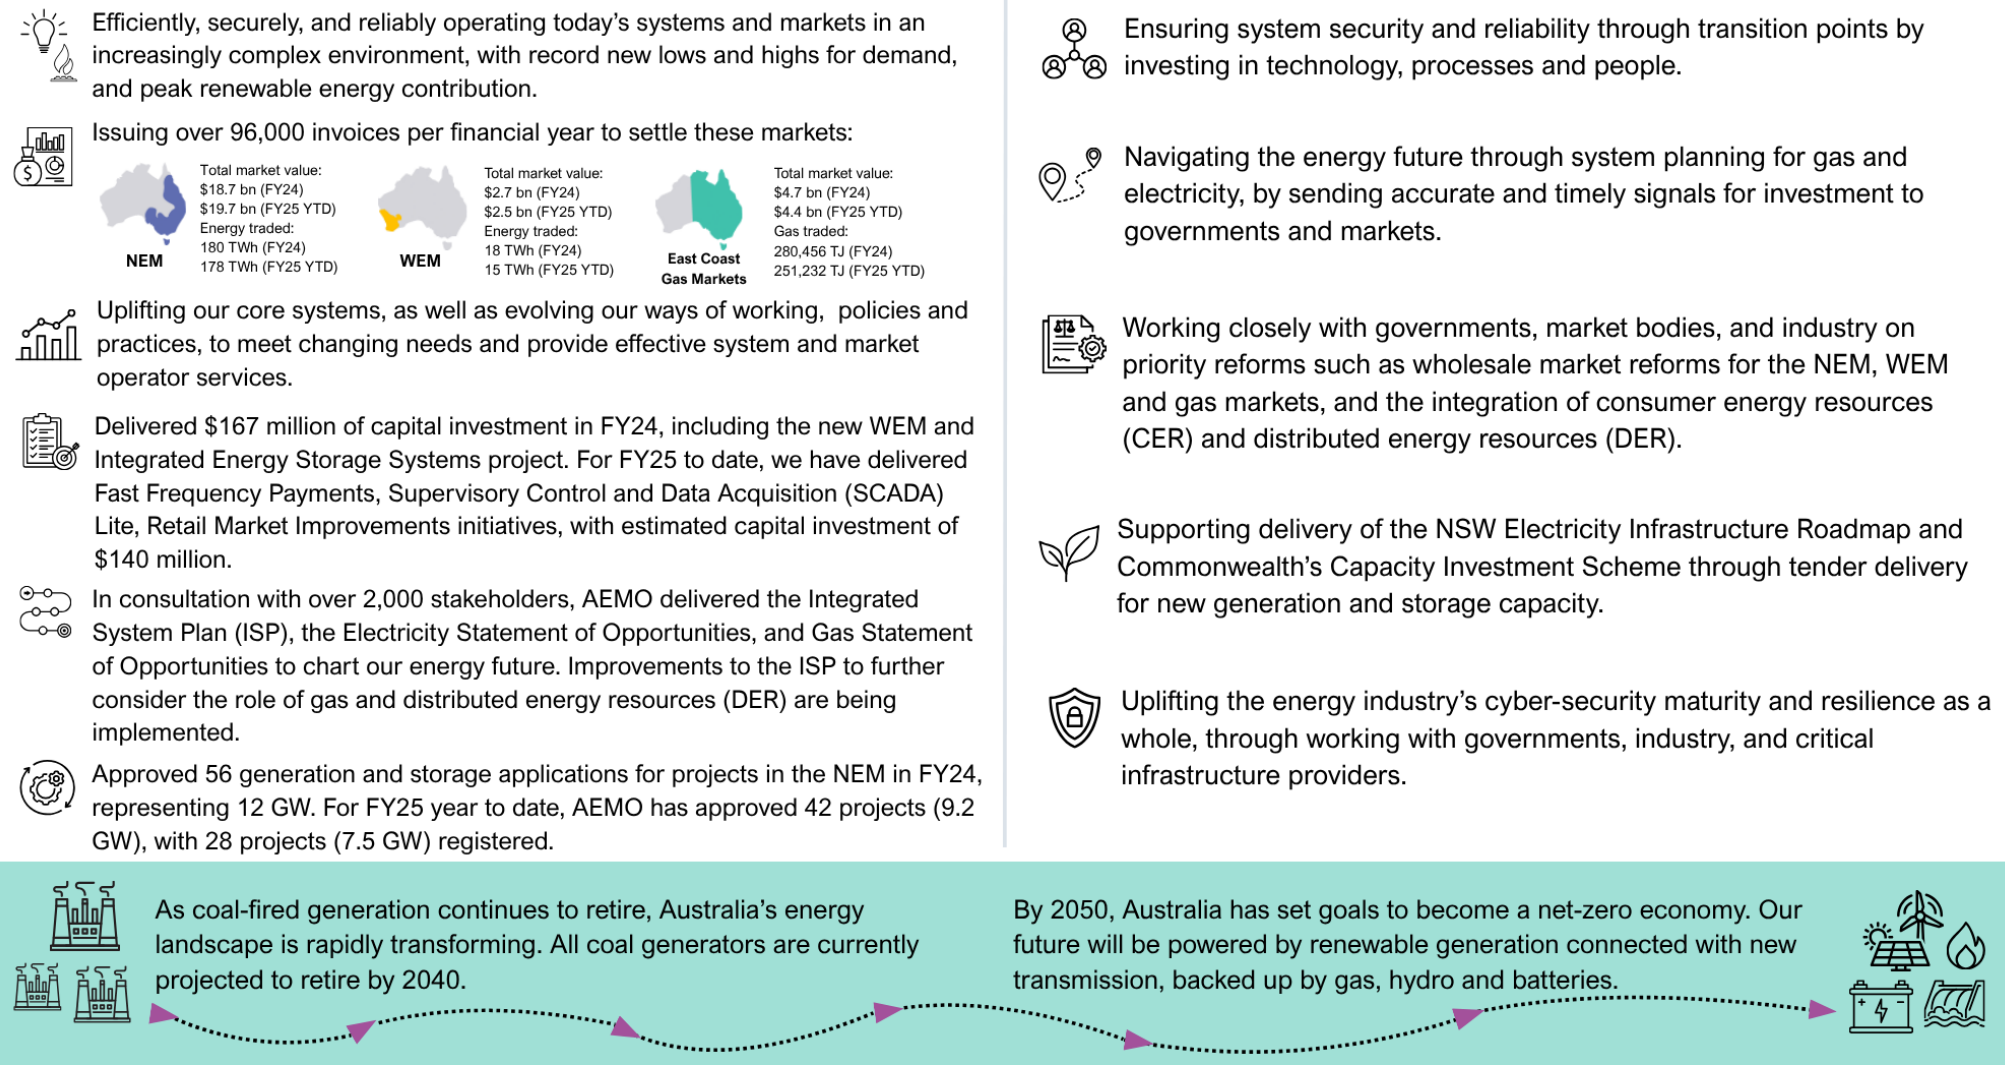 Efficiently, securely, and reliably operating today's systems and markets in an
increasingly complex environment, with record new lows and highs for demand,
and peak renewable energy contribution.
Issuing over 96,000 invoices per financial year to settle these markets:
Total market value:
$18.7 bn (FY24)
$19.7 bn (FY25 YTD)
Energy traded:
180 TWh (FY24)
178 TWh (FY25 YTD)
NEM
Total market value:
$2.7 bn (FY24)
$2.5 bn (FY25 YTD)
Energy traded:
18 TWh (FY24)
15 TWh (FY25 YTD)
WEM
Total market value:
$4.7 bn (FY24)
$4.4 bn (FY25 YTD)
Gas traded:
280,456 TJ (FY24)
251,232 TJ (FY25 YTD)
East Coast
Gas Markets
Uplifting our core systems, as well as evolving our ways of working,  policies and
practices, to meet changing needs and provide effective system and market
operator services.
Delivered $167 million of capital investment in FY24, including the new WEM and
Integrated Energy Storage Systems project. For FY25 to date, we have delivered
Fast Frequency Payments, Supervisory Control and Data Acquisition (SCADA)
Lite, Retail Market Improvements initiatives, with estimated capital investment of
$140 million.
In consultation with over 2,000 stakeholders, AEMO delivered the Integrated
System Plan (ISP), the Electricity Statement of Opportunities, and Gas Statement
of Opportunities to chart our energy future. Improvements to the ISP to further
consider the role of gas and distributed energy resources (DER) are being
implemented.
Approved 56 generation and storage applications for projects in the NEM in FY24,
representing 12 GW. For FY25 year to date, AEMO has approved 42 projects (9.2
GW), with 28 projects (7.5 GW) registered.
Ensuring system security and reliability through transition points by
investing in technology, processes and people.
Navigating the energy future through system planning for gas and
electricity, by sending accurate and timely signals for investment to
governments and markets.
Working closely with governments, market bodies, and industry on
priority reforms such as wholesale market reforms for the NEM, WEM
and gas markets, and the integration of consumer energy resources
(CER) and distributed energy resources (DER).
Supporting delivery of the NSW Electricity Infrastructure Roadmap and
Commonwealth's Capacity Investment Scheme through tender delivery
for new generation and storage capacity.
Uplifting the energy industry's cyber-security maturity and resilience as a
whole, through working with governments, industry, and critical
infrastructure providers.
As coal-fired generation continues to retire, Australia's energy
landscape is rapidly transforming. All coal generators are currently
projected to retire by 2040.
By 2050, Australia has set goals to become a net-zero economy. Our
future will be powered by renewable generation connected with new
transmission, backed up by gas, hydro and batteries.